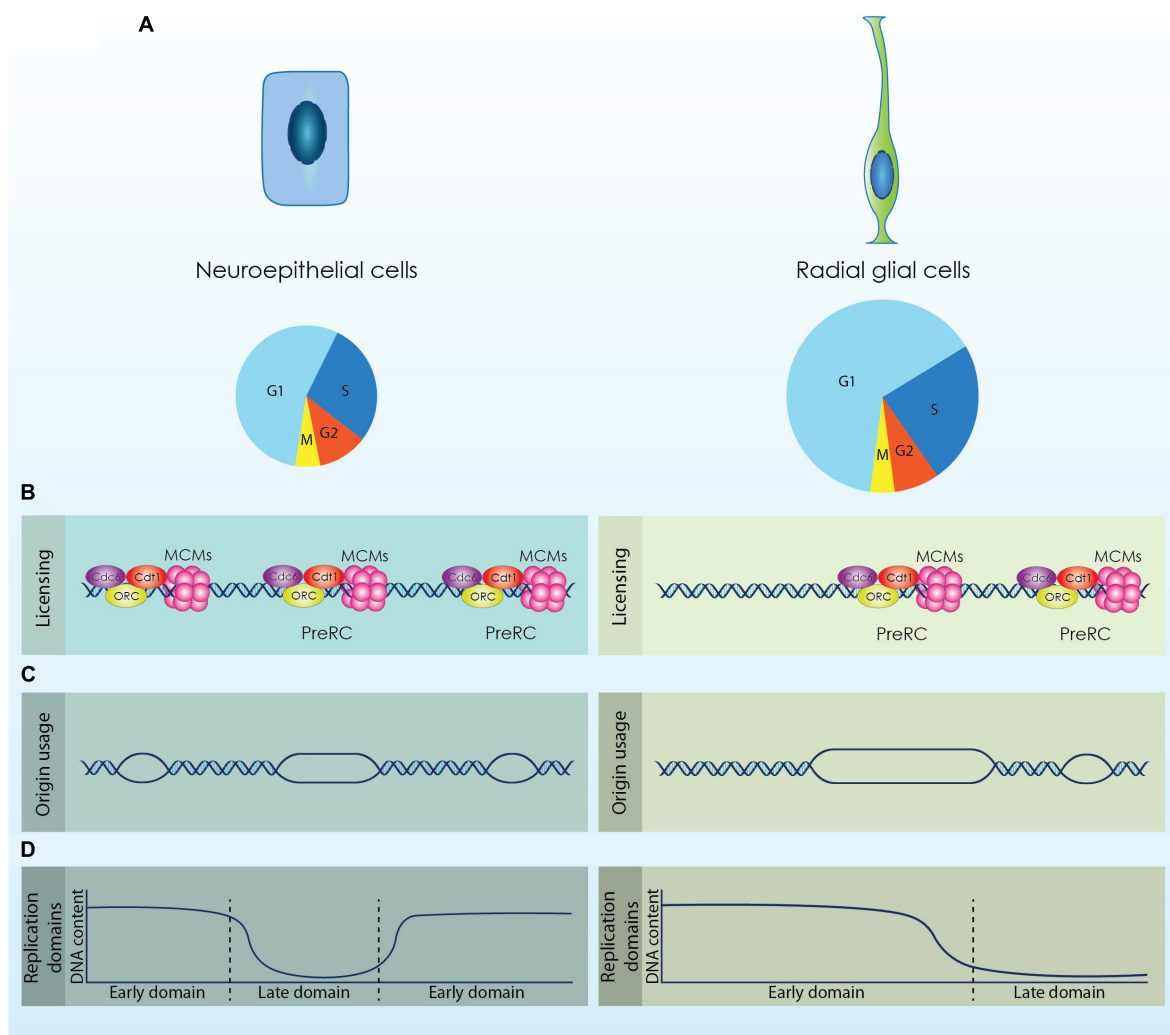 A
Neuroepithelial cells
Radial glial cells
G1
S
G2
M
G1
S
G2
M
B
Licensing
Cdc6
Cdt1
ORC
MCMs
Cdc6
Cdt1
ORC
MCMs
PreRC
Cdc6
Cdt1
ORC
MCMs
PreRC
Licensing
Cdc6
Cdt1
ORC
MCMs
PreRC
Cdc6
Cdt1
ORC
MCMs
PreRC
C
Origin usage
Origin usage
D
Replication
domains
DNA content
Early domain
Late domain
Early domain
Replication
domains
DNA content
Early domain
Late domain